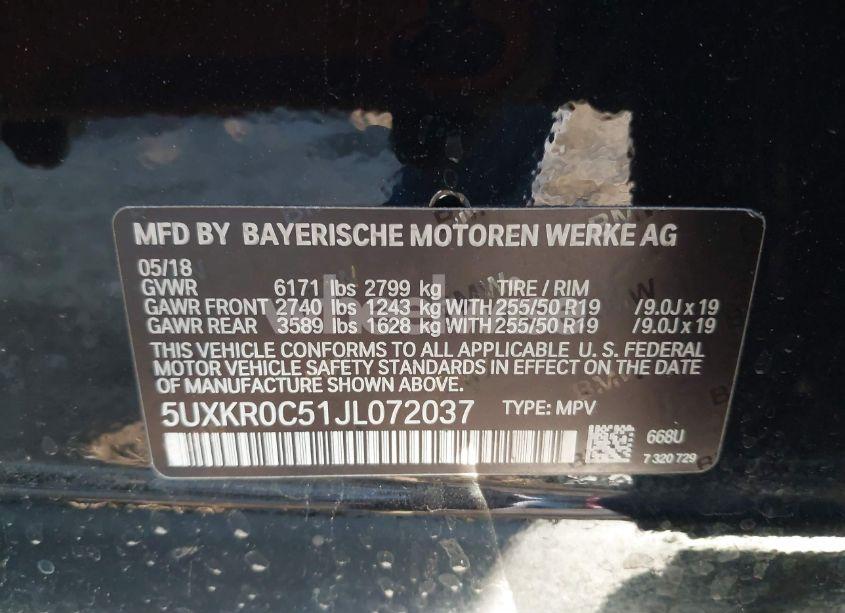 MFD BY BAYERISCHE MOTOREN WERKE AG
05/18
GVWR 6171 lbs 2799 kg TIRE / RIM
GAWR FRONT 2740 lbs 1243 kg WITH 255/50 R19 /9.0J x 19
GAWR REAR 3589 lbs 1628 kg WITH 255/50 R19 /9.0J x 19
THIS VEHICLE CONFORMS TO ALL APPLICABLE U. S. FEDERAL
MOTOR VEHICLE SAFETY STANDARDS IN EFFECT ON THE DATE
OF MANUFACTURE SHOWN ABOVE.
5UXKR0C51JL072037 TYPE: MPV
668U
7 320 729